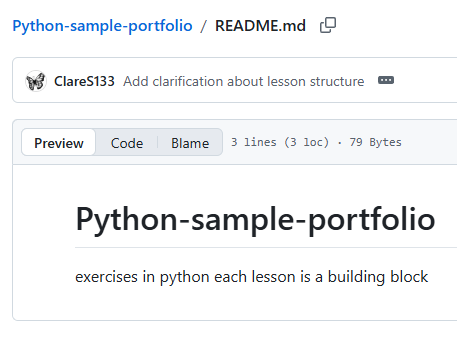 Python-sample-portfolio / README.md
ClareS133 Add clarification about lesson structure
Preview Code Blame 3 lines (3 loc) · 79 Bytes
Python-sample-portfolio
exercises in python each lesson is a building block